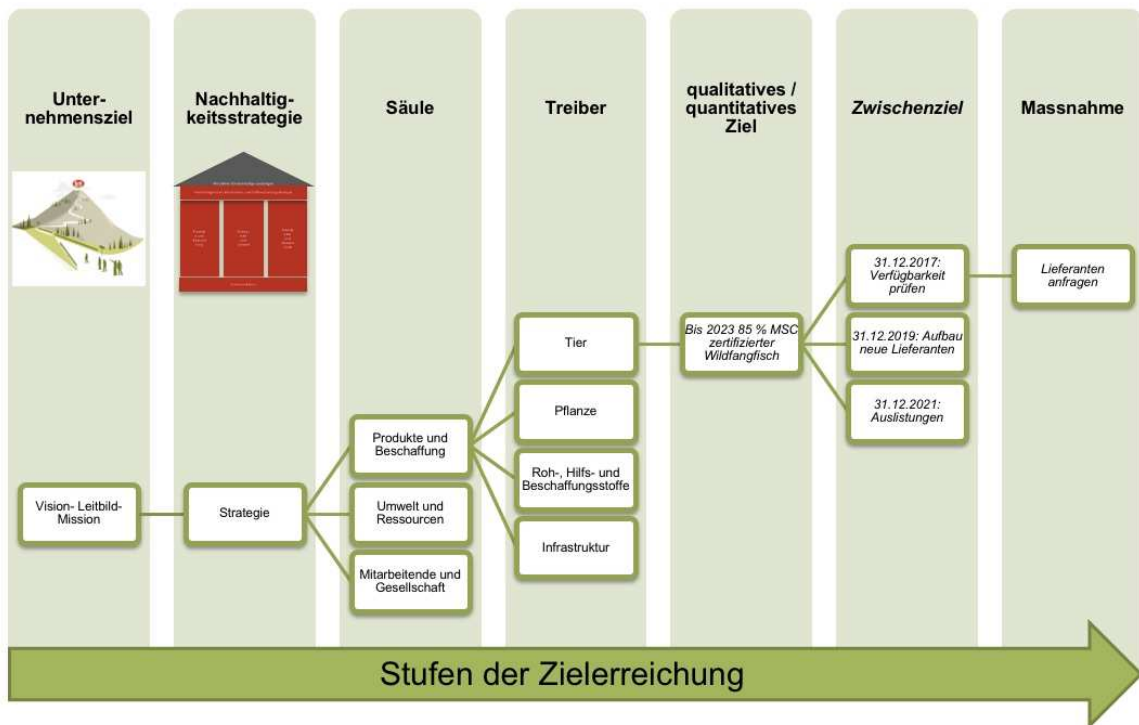 Unter-
nehmensziel
Nachhaltig-
keitsstrategie
Säule
Treiber
qualitatives /
quantitatives
Ziel
Zwischenziel
Massnahme
Vision- Leitbild-
Mission
Strategie
Produkte und
Beschaffung
Umwelt und
Ressourcen
Mitarbeitende und
Gesellschaft
Tier
Pflanze
Roh-, Hilfs- und
Beschaffungsstoffe
Infrastruktur
Bis 2023 85 % MSC
zertifizierter
Wildfangfisch
31.12.2017:
Verfügbarkeit
prüfen
31.12.2019: Aufbau
neue Lieferanten
31.12.2021:
Auslistungen
Lieferanten
anfragen
Stufen der Zielerreichung